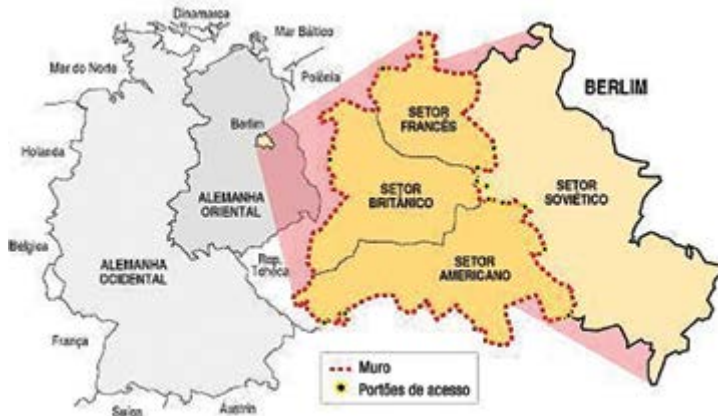 Dinamarca
Mar Báltico
Mar do Norte
Polônia
BERLIM
Holanda
Berlim
SETOR
FRANCÊS
SETOR
SOVIÉTICO
ALEMANHA
ORIENTAL
SETOR
BRITÂNICO
Bélgica
ALEMANHA
OCIDENTAL
Rep.
Tcheca
SETOR
AMERICANO
França
Muro
Portões de acesso
Áustria